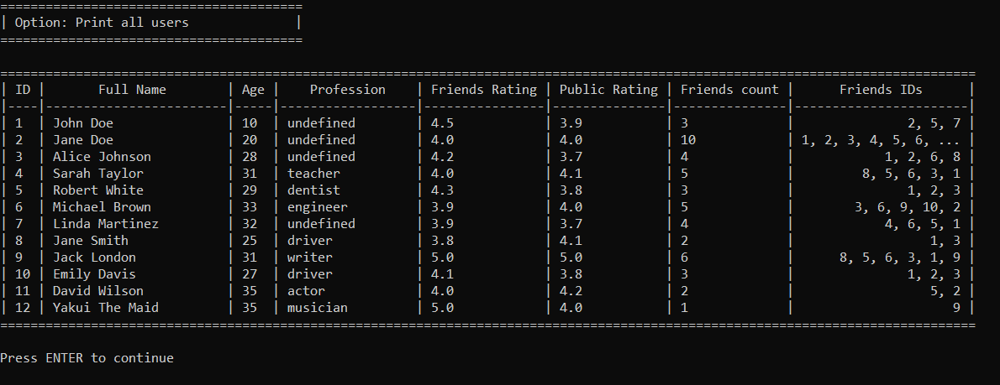 ========================================
| Option: Print all users              |
========================================
=================================================================================================================================
| ID |       Full Name        | Age |    Profession    | Friends Rating | Public Rating | Friends count |      Friends IDs      |
|----|------------------------|-----|------------------|----------------|---------------|---------------|-----------------------|
| 1  | John Doe               | 10  | undefined        | 4.5            | 3.9           | 3             |               2, 5, 7 |
| 2  | Jane Doe               | 20  | undefined        | 4.0            | 4.0           | 10            | 1, 2, 3, 4, 5, 6, ... |
| 3  | Alice Johnson          | 28  | undefined        | 4.2            | 3.7           | 4             |            1, 2, 6, 8 |
| 4  | Sarah Taylor           | 31  | teacher          | 4.0            | 4.1           | 5             |         8, 5, 6, 3, 1 |
| 5  | Robert White           | 29  | dentist          | 4.3            | 3.8           | 3             |               1, 2, 3 |
| 6  | Michael Brown          | 33  | engineer         | 3.9            | 4.0           | 5             |        3, 6, 9, 10, 2 |
| 7  | Linda Martinez         | 32  | undefined        | 3.9            | 3.7           | 4             |            4, 6, 5, 1 |
| 8  | Jane Smith             | 25  | driver           | 3.8            | 4.1           | 2             |                  1, 3 |
| 9  | Jack London            | 31  | writer           | 5.0            | 5.0           | 6             |      8, 5, 6, 3, 1, 9 |
| 10 | Emily Davis            | 27  | driver           | 4.1            | 3.8           | 3             |               1, 2, 3 |
| 11 | David Wilson           | 35  | actor            | 4.0            | 4.2           | 2             |                  5, 2 |
| 12 | Yakui The Maid         | 35  | musician         | 5.0            | 4.0           | 1             |                     9 |
=================================================================================================================================
Press ENTER to continue